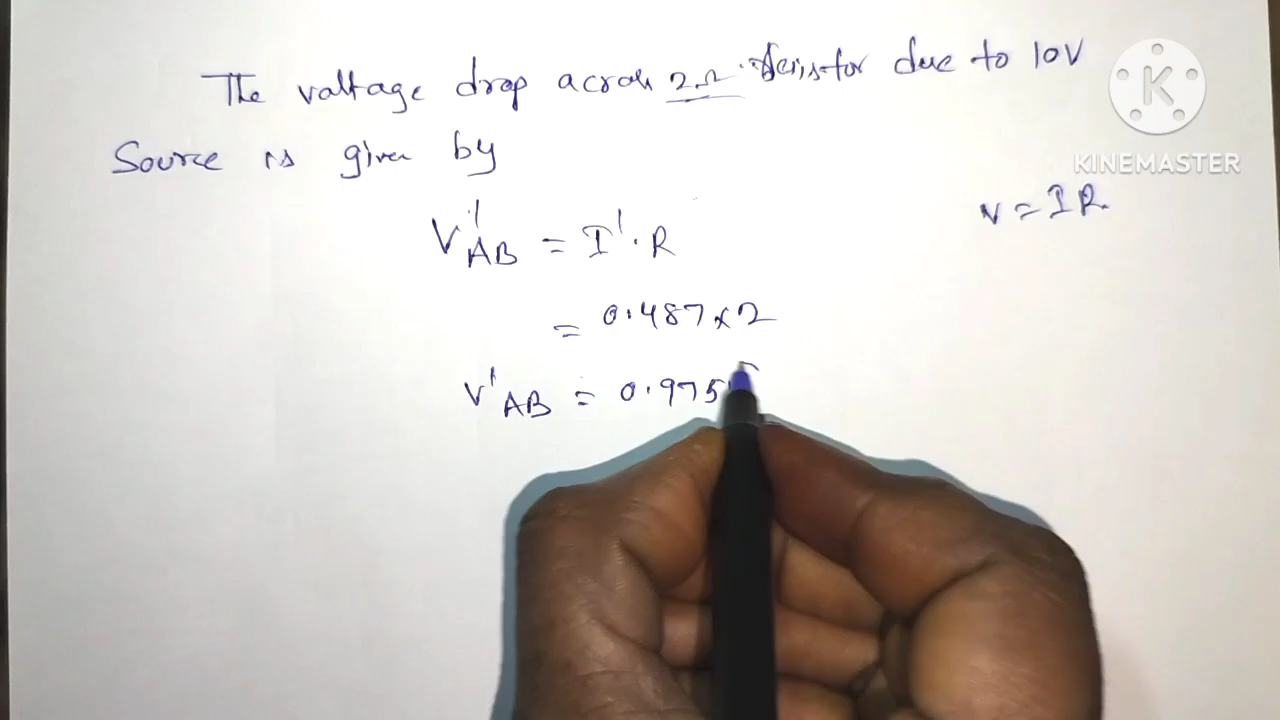 The voltage drop across 2Ω resistor due to 10V
K
Source is given by
KINEMASTER
V = IR.
V'AB = I'·R
= 0.487 × 2
V'AB = 0.975